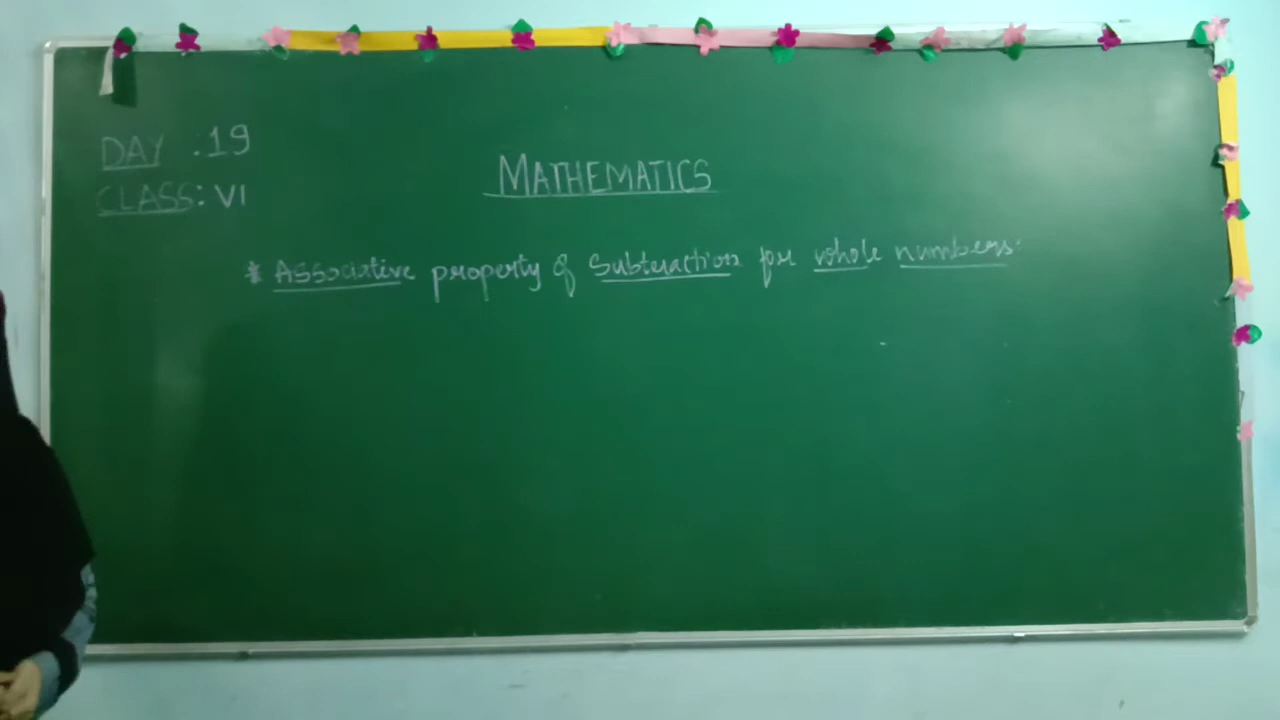 DAY : 19
MATHEMATICS
CLASS : VI
* Associative property of Subtraction for whole numbers.